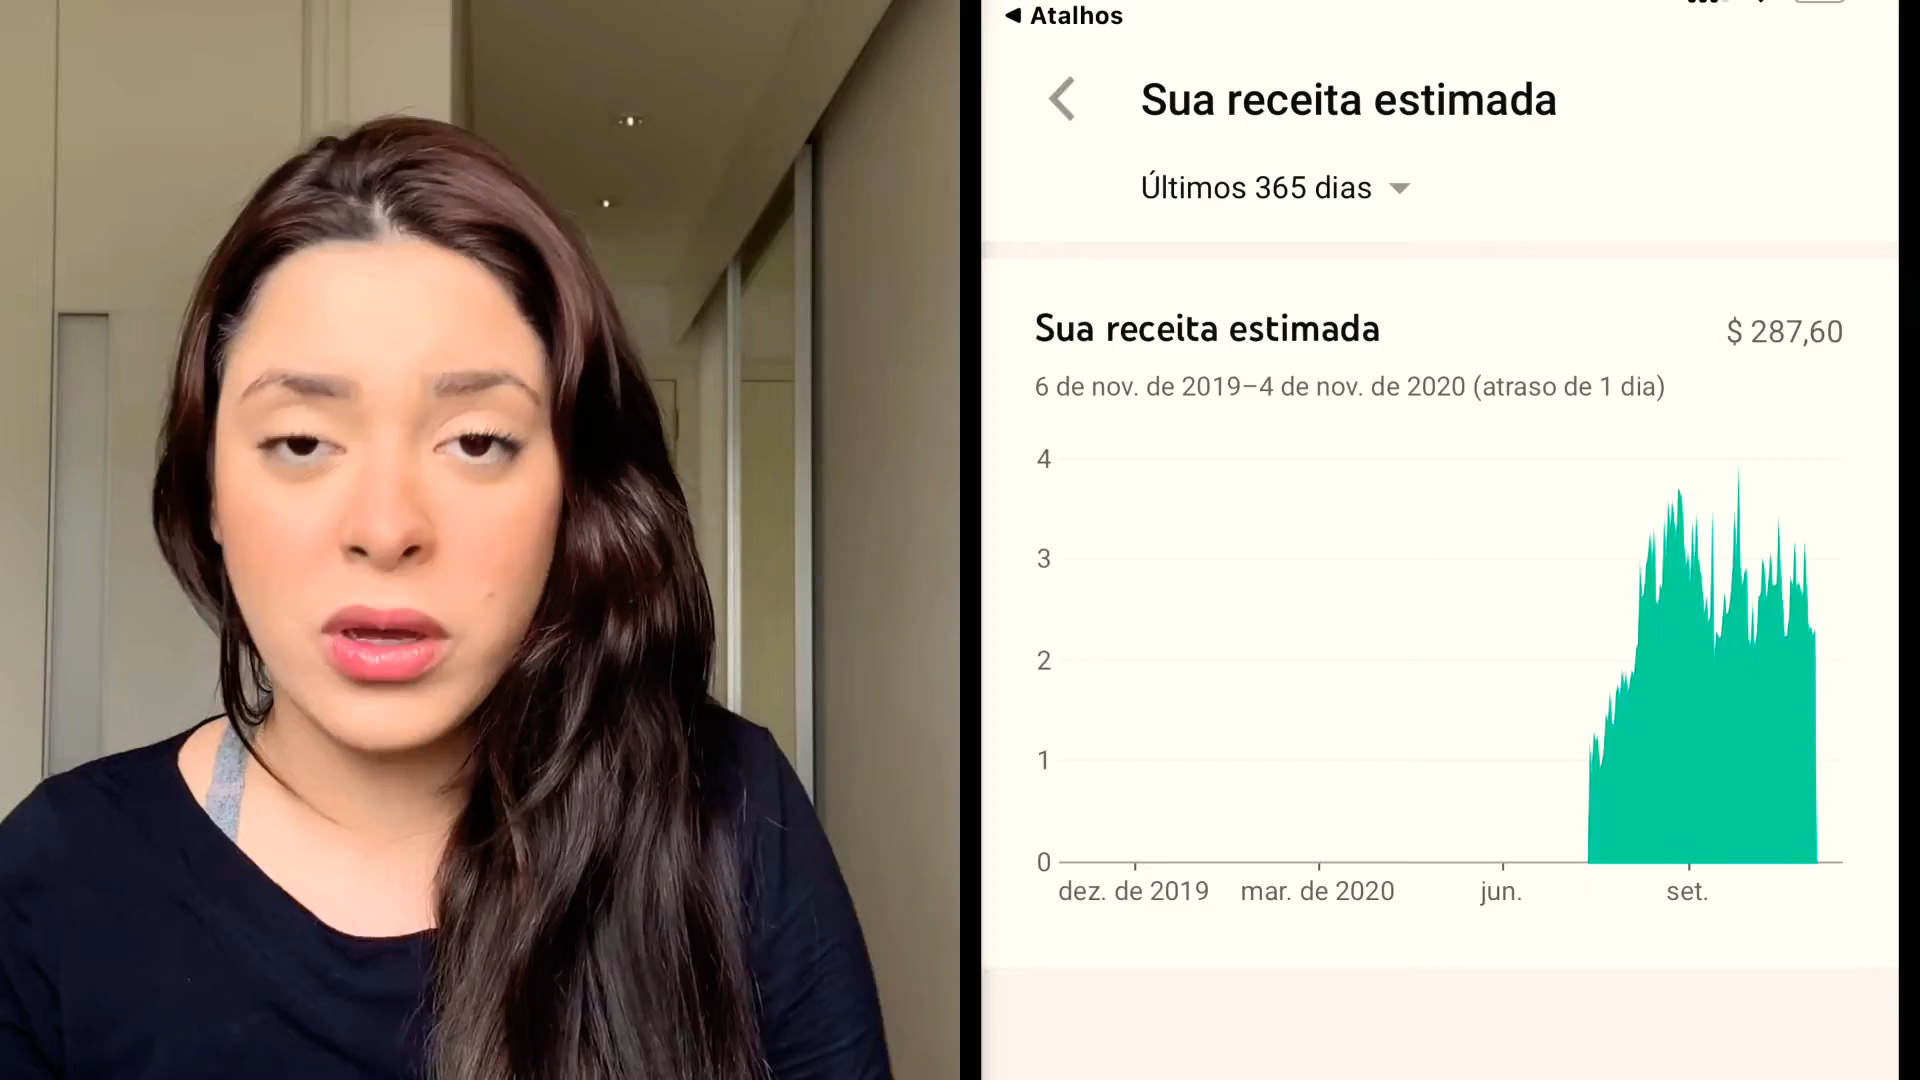 Atalhos
Sua receita estimada
Últimos 365 dias
Sua receita estimada
$ 287,60
6 de nov. de 2019–4 de nov. de 2020 (atraso de 1 dia)
4
3
2
1
0
dez. de 2019
mar. de 2020
jun.
set.